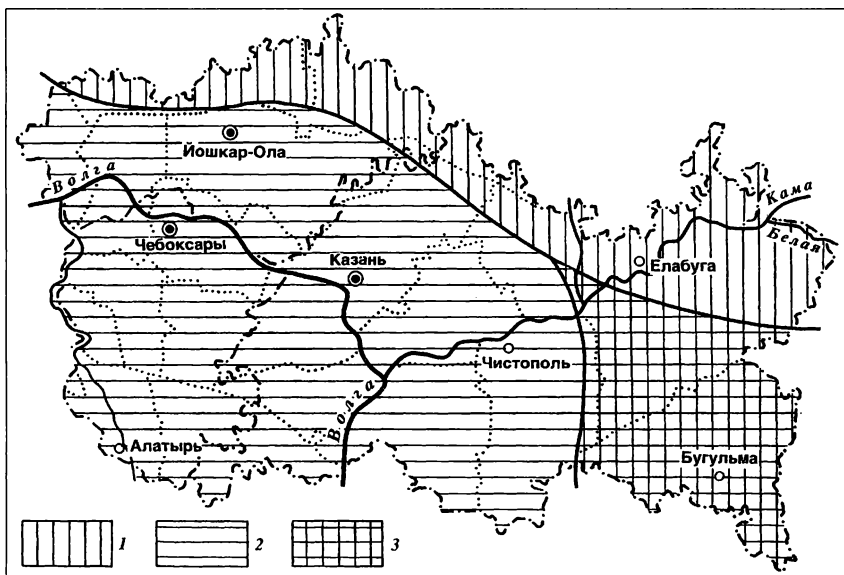 Йошкар-Ола
Волга
Чебоксары
Казань
Кама
Белая
Елабуга
Чистополь
Волга
Алатырь
Бугульма
1 2 3